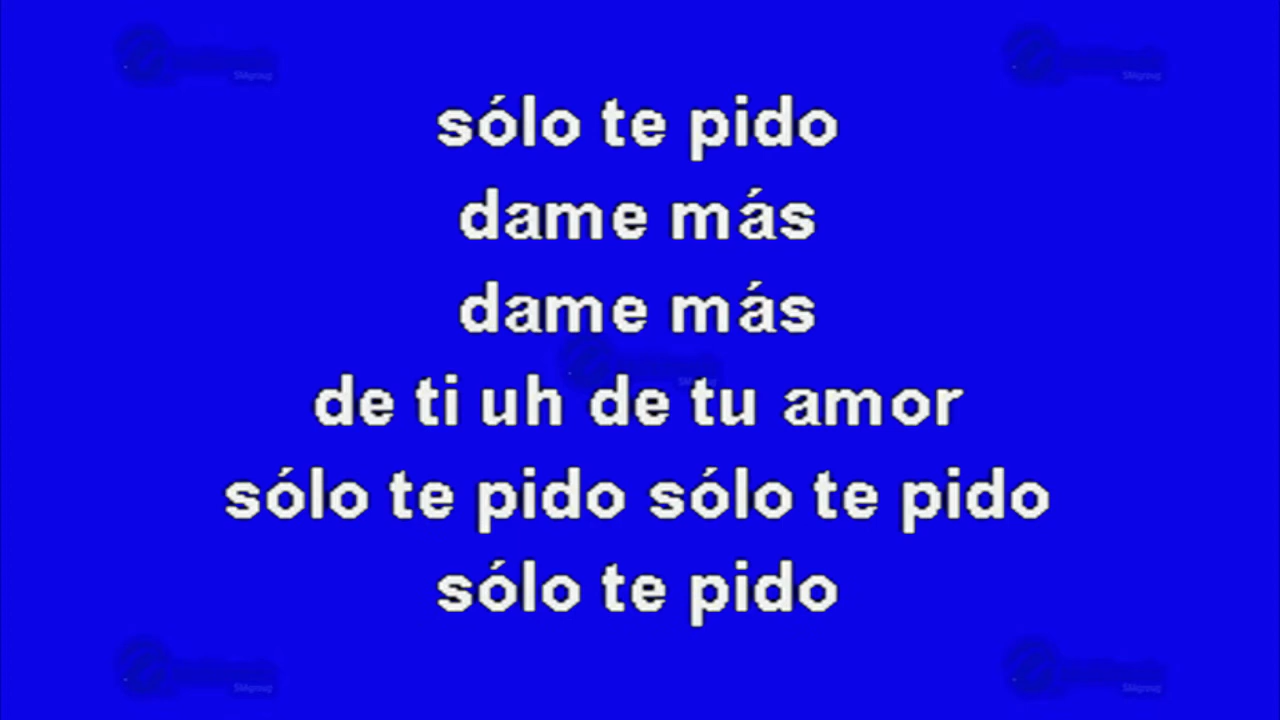 sólo te pido
dame más
dame más
de ti uh de tu amor
sólo te pido sólo te pido
sólo te pido